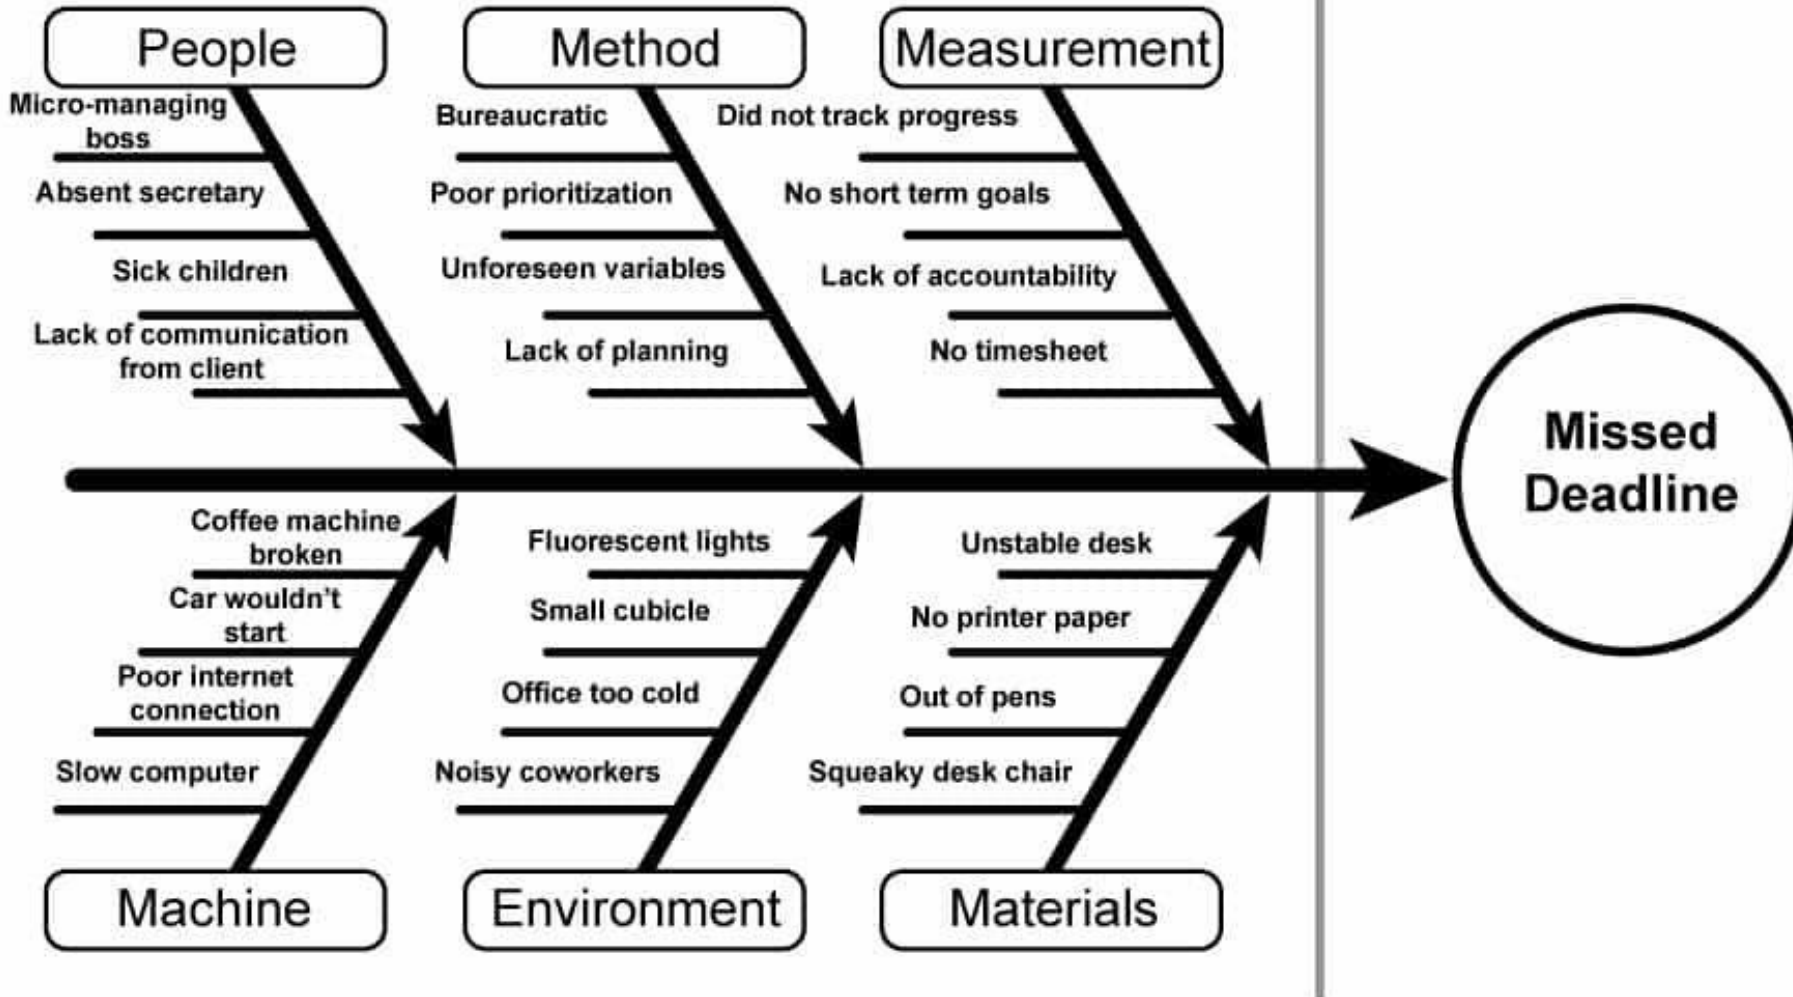 People
Micro-managing
boss
Absent secretary
Sick children
Lack of communication
from client
Method
Bureaucratic
Poor prioritization
Unforeseen variables
Lack of planning
Measurement
Did not track progress
No short term goals
Lack of accountability
No timesheet
Missed
Deadline
Coffee machine
broken
Car wouldn't
start
Poor internet
connection
Slow computer
Machine
Fluorescent lights
Small cubicle
Office too cold
Noisy coworkers
Environment
Unstable desk
No printer paper
Out of pens
Squeaky desk chair
Materials